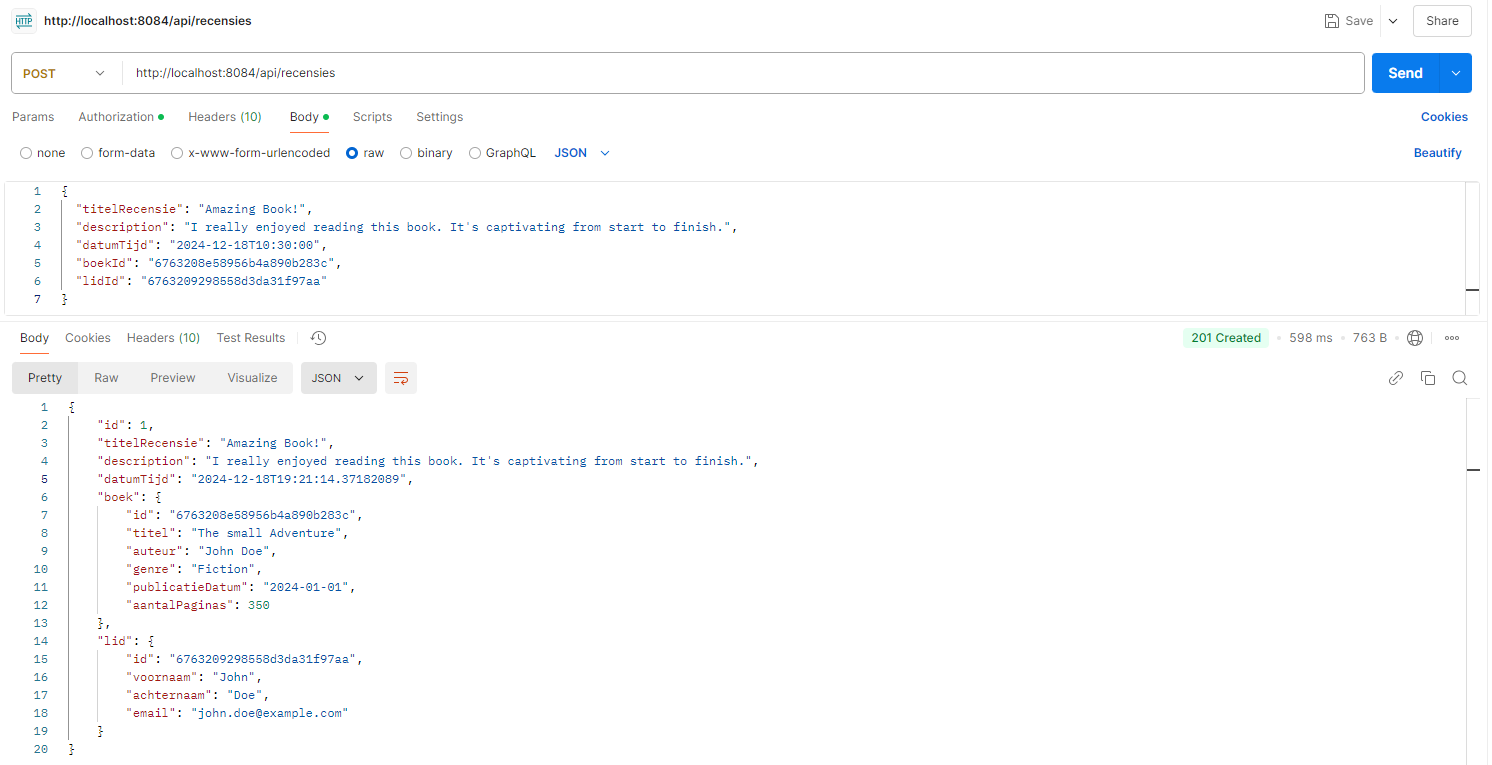 HTTP http://localhost:8084/api/recensies Save Share
POST http://localhost:8084/api/recensies Send
Params Authorization Headers (10) Body Scripts Settings Cookies
none form-data x-www-form-urlencoded raw binary GraphQL JSON Beautify
1 {
2 "titelRecensie": "Amazing Book!",
3 "description": "I really enjoyed reading this book. It's captivating from start to finish.",
4 "datumTijd": "2024-12-18T10:30:00",
5 "boekId": "6763208e58956b4a890b283c",
6 "lidId": "6763209298558d3da31f97aa"
7 }
Body Cookies Headers (10) Test Results 201 Created 598 ms 763 B
Pretty Raw Preview Visualize JSON
1 {
2 "id": 1,
3 "titelRecensie": "Amazing Book!",
4 "description": "I really enjoyed reading this book. It's captivating from start to finish.",
5 "datumTijd": "2024-12-18T19:21:14.37182089",
6 "boek": {
7 "id": "6763208e58956b4a890b283c",
8 "titel": "The small Adventure",
9 "auteur": "John Doe",
10 "genre": "Fiction",
11 "publicatieDatum": "2024-01-01",
12 "aantalPaginas": 350
13 },
14 "lid": {
15 "id": "6763209298558d3da31f97aa",
16 "voornaam": "John",
17 "achternaam": "Doe",
18 "email": "john.doe@example.com"
19 }
20 }